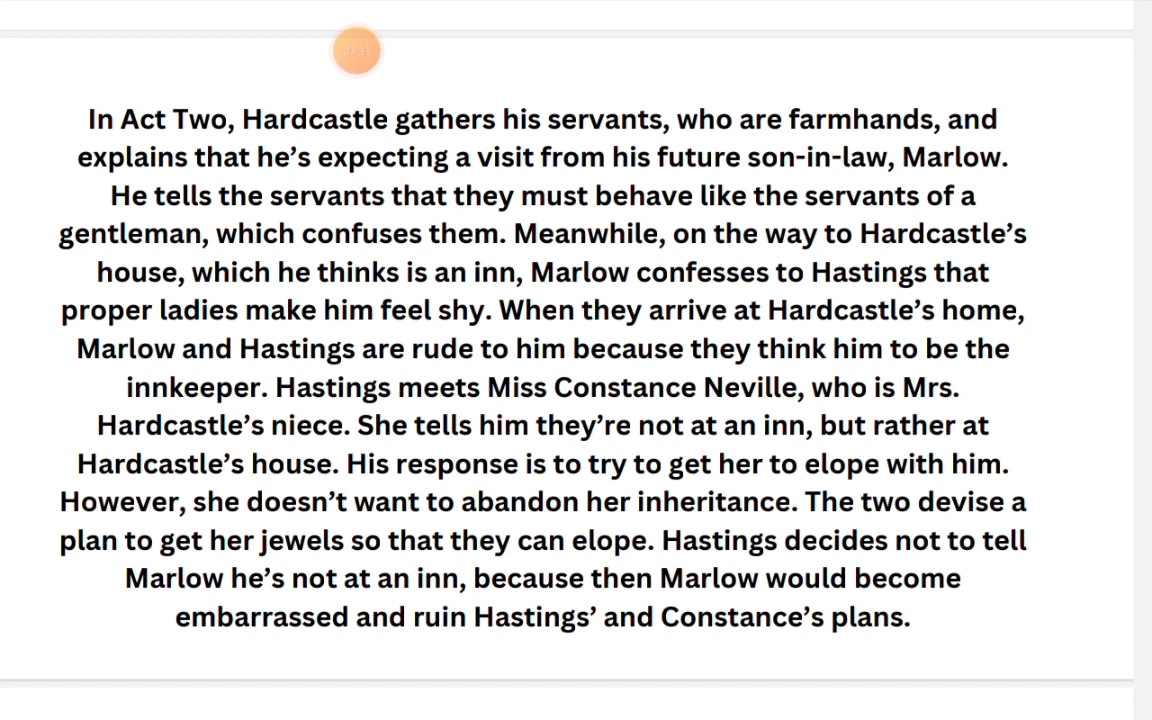 07:31
In Act Two, Hardcastle gathers his servants, who are farmhands, and
explains that he’s expecting a visit from his future son-in-law, Marlow.
He tells the servants that they must behave like the servants of a
gentleman, which confuses them. Meanwhile, on the way to Hardcastle’s
house, which he thinks is an inn, Marlow confesses to Hastings that
proper ladies make him feel shy. When they arrive at Hardcastle’s home,
Marlow and Hastings are rude to him because they think him to be the
innkeeper. Hastings meets Miss Constance Neville, who is Mrs.
Hardcastle’s niece. She tells him they’re not at an inn, but rather at
Hardcastle’s house. His response is to try to get her to elope with him.
However, she doesn’t want to abandon her inheritance. The two devise a
plan to get her jewels so that they can elope. Hastings decides not to tell
Marlow he’s not at an inn, because then Marlow would become
embarrassed and ruin Hastings’ and Constance’s plans.